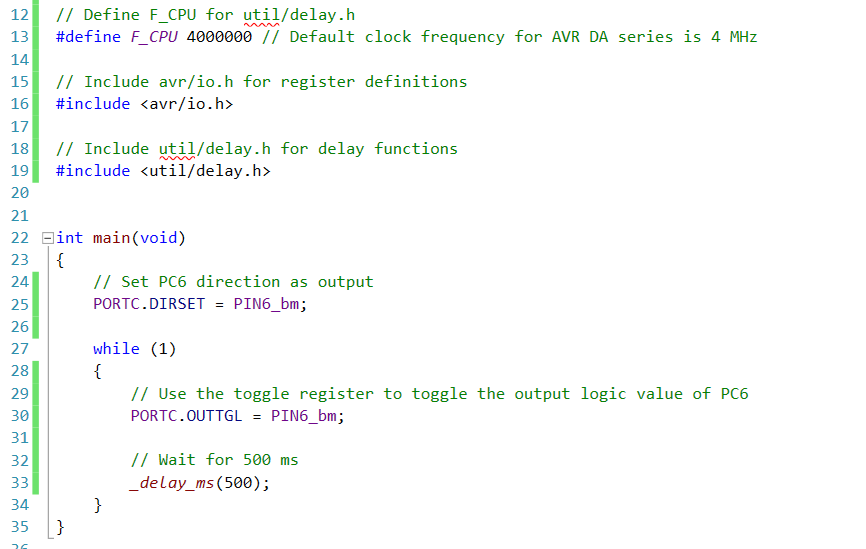 12 // Define F_CPU for util/delay.h
13 #define F_CPU 4000000 // Default clock frequency for AVR DA series is 4 MHz
14
15 // Include avr/io.h for register definitions
16 #include <avr/io.h>
17
18 // Include util/delay.h for delay functions
19 #include <util/delay.h>
20
21
22 int main(void)
23 {
24     // Set PC6 direction as output
25     PORTC.DIRSET = PIN6_bm;
26
27     while (1)
28     {
29         // Use the toggle register to toggle the output logic value of PC6
30         PORTC.OUTTGL = PIN6_bm;
31
32         // Wait for 500 ms
33         _delay_ms(500);
34     }
35 }
36